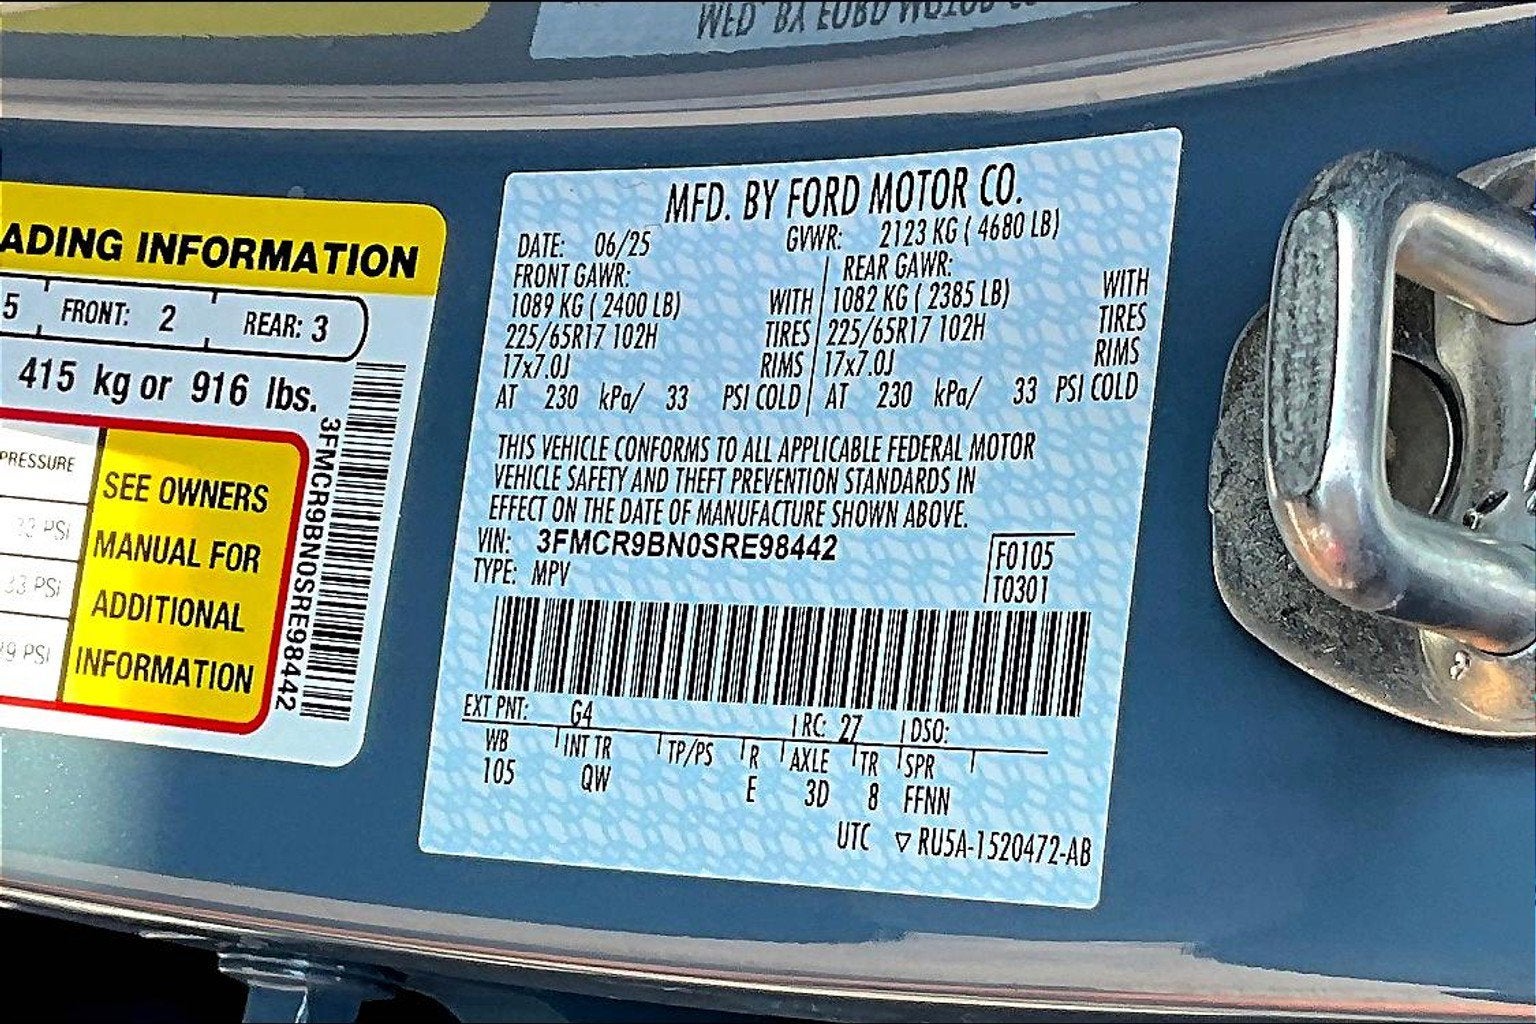 ADING INFORMATION
5 FRONT: 2 REAR: 3
415 kg or 916 lbs.
PRESSURE
33 PSI
33 PSI
PSI
SEE OWNERS
MANUAL FOR
ADDITIONAL
INFORMATION
3FMCR9BN0SRE98442
MFD. BY FORD MOTOR CO.
DATE: 06/25 GVWR: 2123 KG ( 4680 LB)
FRONT GAWR: REAR GAWR:
1089 KG ( 2400 LB) WITH 1082 KG ( 2385 LB) WITH
225/65R17 102H TIRES 225/65R17 102H TIRES
17x7.0J RIMS 17x7.0J RIMS
AT 230 kPa/ 33 PSI COLD AT 230 kPa/ 33 PSI COLD
THIS VEHICLE CONFORMS TO ALL APPLICABLE FEDERAL MOTOR
VEHICLE SAFETY AND THEFT PREVENTION STANDARDS IN
EFFECT ON THE DATE OF MANUFACTURE SHOWN ABOVE.
VIN: 3FMCR9BN0SRE98442 F0105
TYPE: MPV T0301
EXT PNT: G4 RC: 27 DSO:
WB INT TR TP/PS R AXLE TR SPR
105 QW E 3D 8 FFNN
UTC ▽ RU5A-1520472-AB